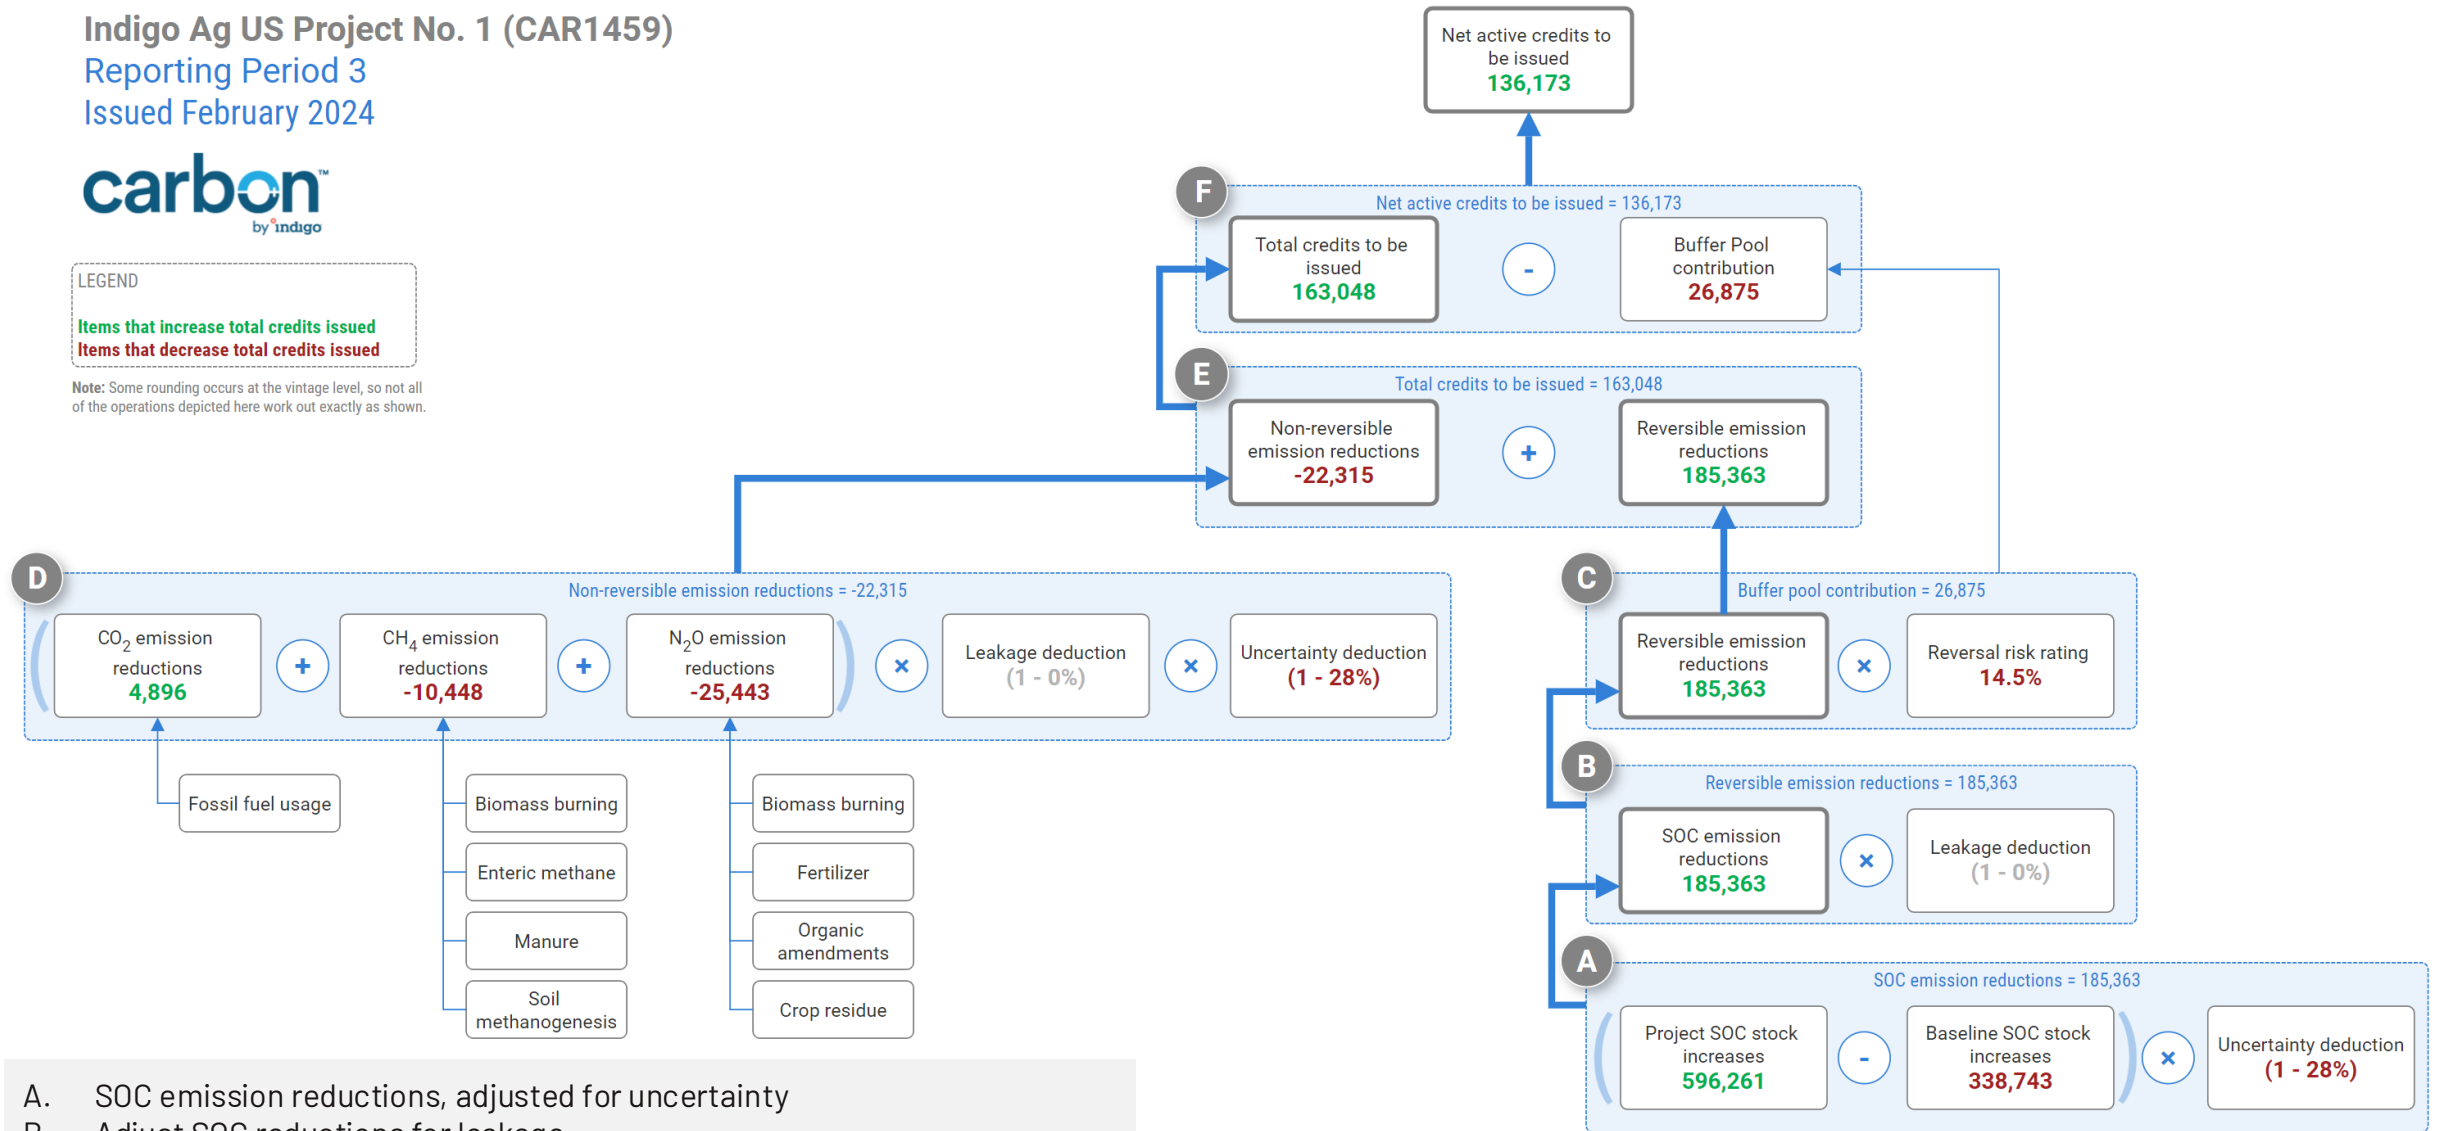 Indigo Ag US Project No. 1 (CAR1459)
Reporting Period 3
Issued February 2024
carbon™
by indigo
LEGEND
Items that increase total credits issued
Items that decrease total credits issued
Note: Some rounding occurs at the vintage level, so not all
of the operations depicted here work out exactly as shown.
Net active credits to
be issued
136,173
F
Net active credits to be issued = 136,173
Total credits to be
issued
163,048
-
Buffer Pool
contribution
26,875
E
Total credits to be issued = 163,048
Non-reversible
emission reductions
-22,315
+
Reversible emission
reductions
185,363
D
Non-reversible emission reductions = -22,315
(
CO₂ emission
reductions
4,896
+
CH₄ emission
reductions
-10,448
+
N₂O emission
reductions
-25,443
)
×
Leakage deduction
(1 - 0%)
×
Uncertainty deduction
(1 - 28%)
Fossil fuel usage
Biomass burning
Enteric methane
Manure
Soil
methanogenesis
Biomass burning
Fertilizer
Organic
amendments
Crop residue
C
Buffer pool contribution = 26,875
Reversible emission
reductions
185,363
×
Reversal risk rating
14.5%
B
Reversible emission reductions = 185,363
SOC emission
reductions
185,363
×
Leakage deduction
(1 - 0%)
A
SOC emission reductions = 185,363
(
Project SOC stock
increases
596,261
-
Baseline SOC stock
increases
338,743
)
×
Uncertainty deduction
(1 - 28%)
A. SOC emission reductions, adjusted for uncertainty
B. Adjust SOC reductions for leakage